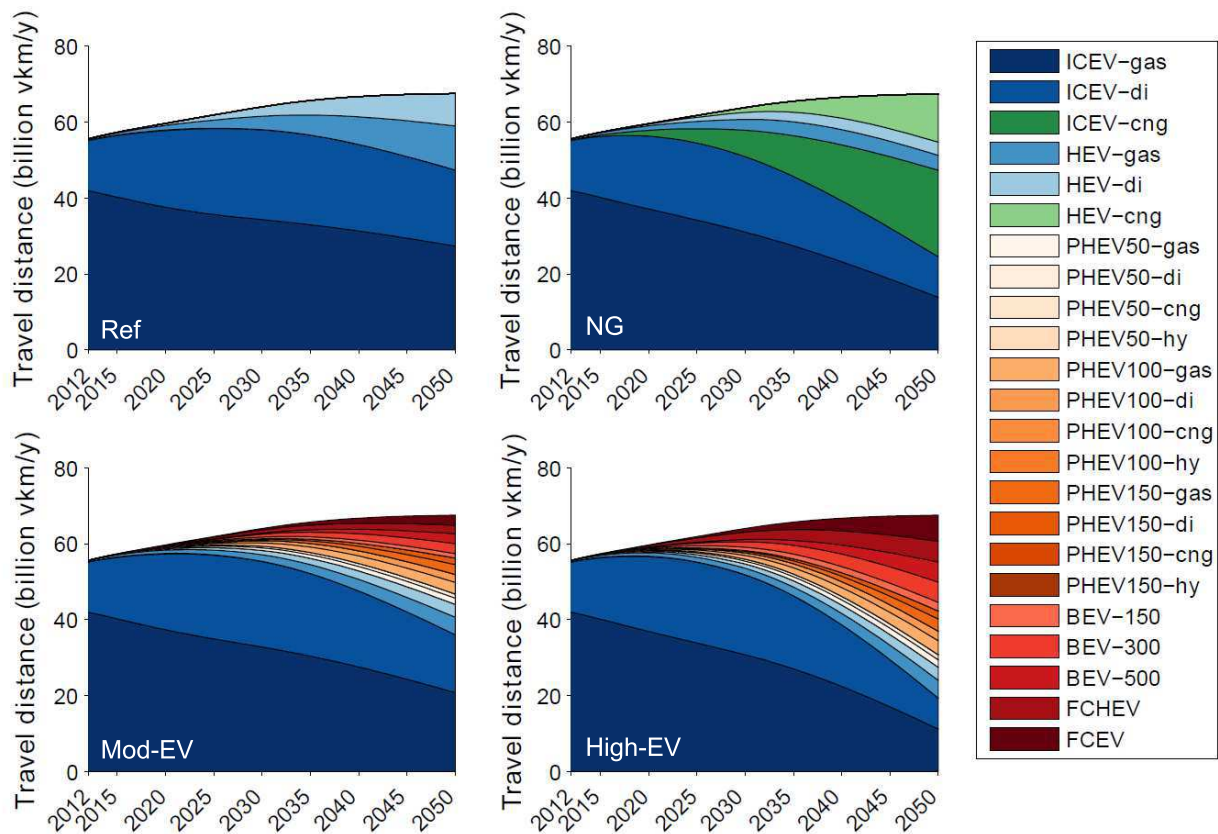 Travel distance (billion vkm/y)
80
60
40
20
0
Ref
2012
2015
2020
2025
2030
2035
2040
2045
2050
Travel distance (billion vkm/y)
80
60
40
20
0
NG
2012
2015
2020
2025
2030
2035
2040
2045
2050
Travel distance (billion vkm/y)
80
60
40
20
0
Mod-EV
2012
2015
2020
2025
2030
2035
2040
2045
2050
Travel distance (billion vkm/y)
80
60
40
20
0
High-EV
2012
2015
2020
2025
2030
2035
2040
2045
2050
ICEV−gas
ICEV−di
ICEV−cng
HEV−gas
HEV−di
HEV−cng
PHEV50−gas
PHEV50−di
PHEV50−cng
PHEV50−hy
PHEV100−gas
PHEV100−di
PHEV100−cng
PHEV100−hy
PHEV150−gas
PHEV150−di
PHEV150−cng
PHEV150−hy
BEV−150
BEV−300
BEV−500
FCHEV
FCEV